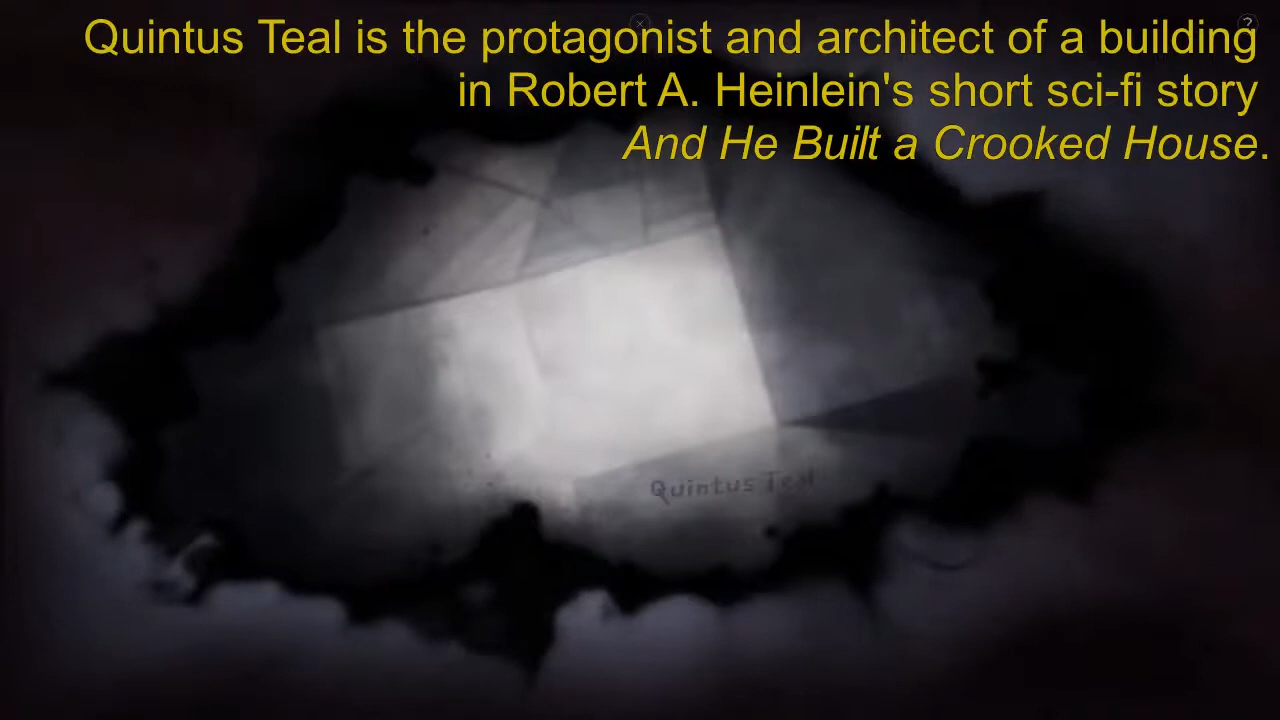 Quintus Teal is the protagonist and architect of a building
in Robert A. Heinlein's short sci-fi story
And He Built a Crooked House.
?
Quintus Teal